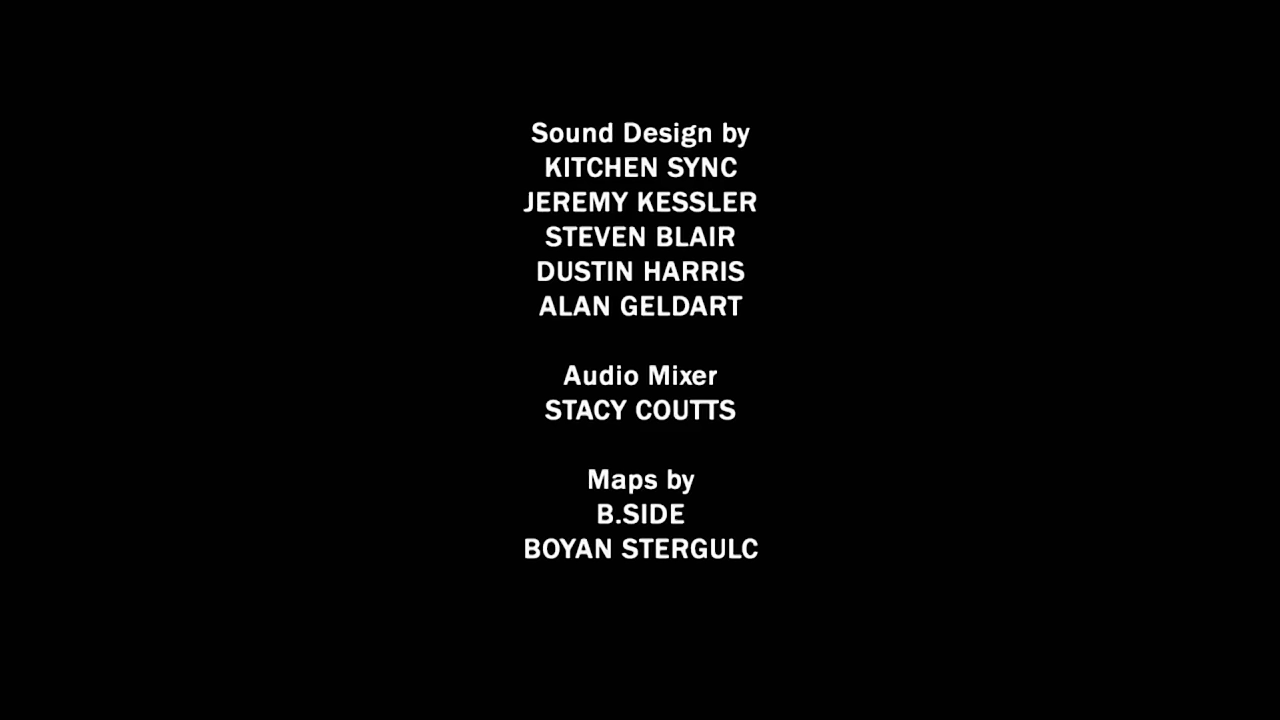 Sound Design by
KITCHEN SYNC
JEREMY KESSLER
STEVEN BLAIR
DUSTIN HARRIS
ALAN GELDART
Audio Mixer
STACY COUTTS
Maps by
B.SIDE
BOYAN STERGULC